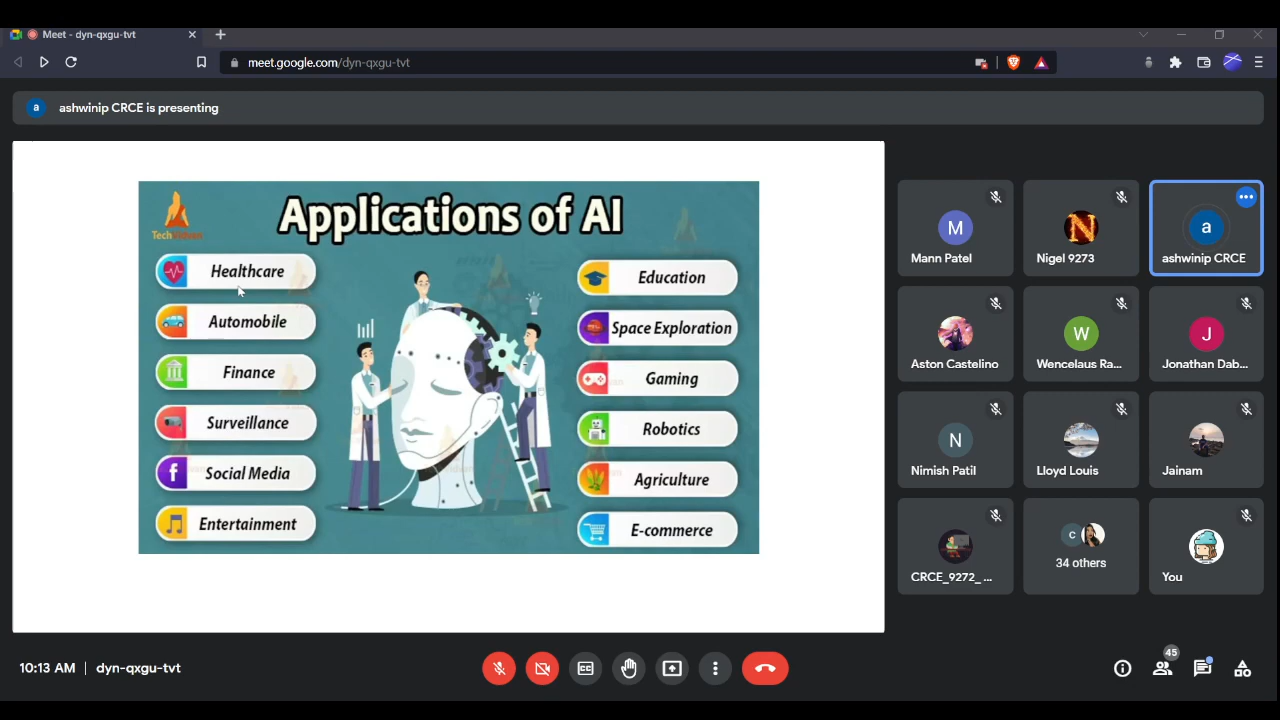 Meet - dyn-qxgu-tvt
meet.google.com/dyn-qxgu-tvt
a
ashwinip CRCE is presenting
Applications of AI
TechVidvan
Healthcare
Automobile
Finance
Surveillance
f
Social Media
Entertainment
Education
Space Exploration
Gaming
Robotics
Agriculture
E-commerce
M
Mann Patel
N
Nigel 9273
a
ashwinip CRCE
Aston Castelino
W
Wencelaus Ra...
J
Jonathan Dab...
N
Nimish Patil
Lloyd Louis
Jainam
CRCE_9272_ ...
C
34 others
You
10:13 AM | dyn-qxgu-tvt
45